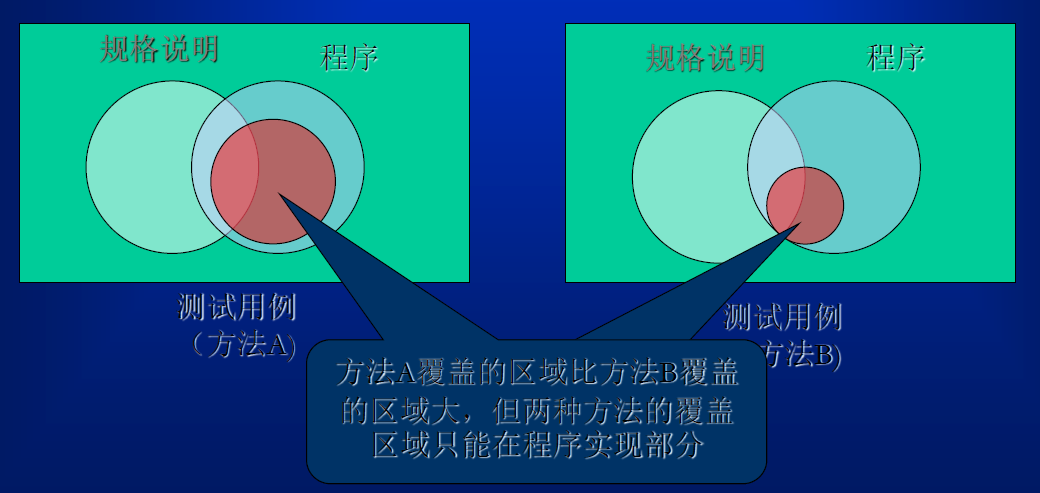 规格说明
程序
规格说明
程序
测试用例
（方法A)
测试用例
方法B)
方法A覆盖的区域比方法B覆盖
的区域大，但两种方法的覆盖
区域只能在程序实现部分